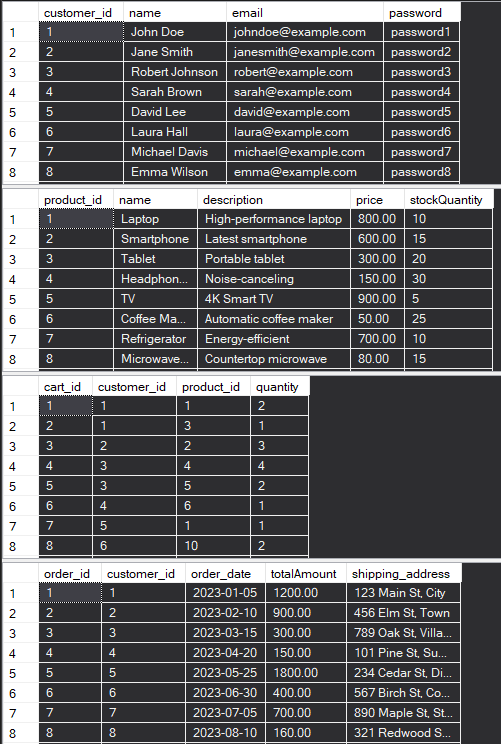 customer_id name email password
1 1 John Doe johndoe@example.com password1
2 2 Jane Smith janesmith@example.com password2
3 3 Robert Johnson robert@example.com password3
4 4 Sarah Brown sarah@example.com password4
5 5 David Lee david@example.com password5
6 6 Laura Hall laura@example.com password6
7 7 Michael Davis michael@example.com password7
8 8 Emma Wilson emma@example.com password8
product_id name description price stockQuantity
1 1 Laptop High-performance laptop 800.00 10
2 2 Smartphone Latest smartphone 600.00 15
3 3 Tablet Portable tablet 300.00 20
4 4 Headphon... Noise-canceling 150.00 30
5 5 TV 4K Smart TV 900.00 5
6 6 Coffee Ma... Automatic coffee maker 50.00 25
7 7 Refrigerator Energy-efficient 700.00 10
8 8 Microwave... Countertop microwave 80.00 15
cart_id customer_id product_id quantity
1 1 1 1 2
2 2 1 3 1
3 3 2 2 3
4 4 3 4 4
5 5 3 5 2
6 6 4 6 1
7 7 5 1 1
8 8 6 10 2
order_id customer_id order_date totalAmount shipping_address
1 1 1 2023-01-05 1200.00 123 Main St, City
2 2 2 2023-02-10 900.00 456 Elm St, Town
3 3 3 2023-03-15 300.00 789 Oak St, Villa...
4 4 4 2023-04-20 150.00 101 Pine St, Su...
5 5 5 2023-05-25 1800.00 234 Cedar St, Di...
6 6 6 2023-06-30 400.00 567 Birch St, Co...
7 7 7 2023-07-05 700.00 890 Maple St, St...
8 8 8 2023-08-10 160.00 321 Redwood S...